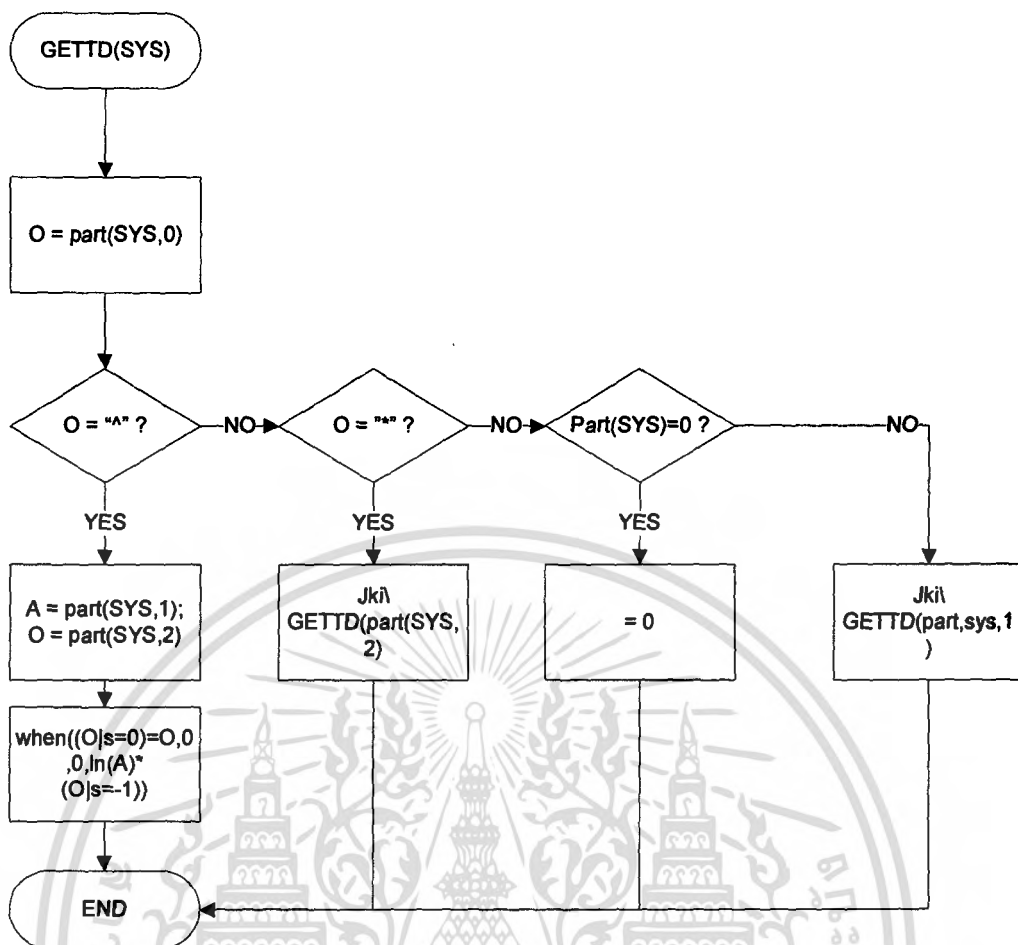 GETTD(SYS)
O = part(SYS,0)
O = "^" ?
NO
O = "*" ?
NO
Part(SYS)=0 ?
NO
YES
YES
YES
A = part(SYS,1);
O = part(SYS,2)
Jki\
GETTD(part(SYS,
2)
= 0
Jki\
GETTD(part,sys,1
)
when((O|s=0)=O,0
,0,ln(A)*
(O|s=-1))
END